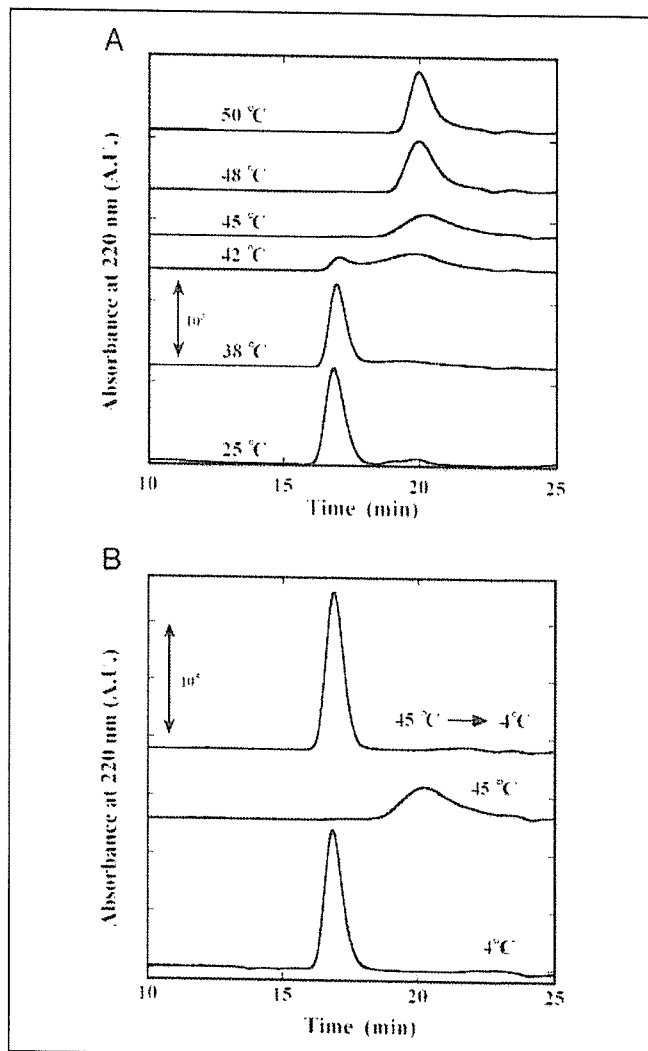 A
50 °C
48 °C
45 °C
42 °C
38 °C
25 °C
Absorbance at 220 nm (A.U.)
10 15 20 25
Time (min)
B
45 °C → 4°C
45 °C
4°C
Absorbance at 220 nm (A.U.)
10 15 20 25
Time (min)